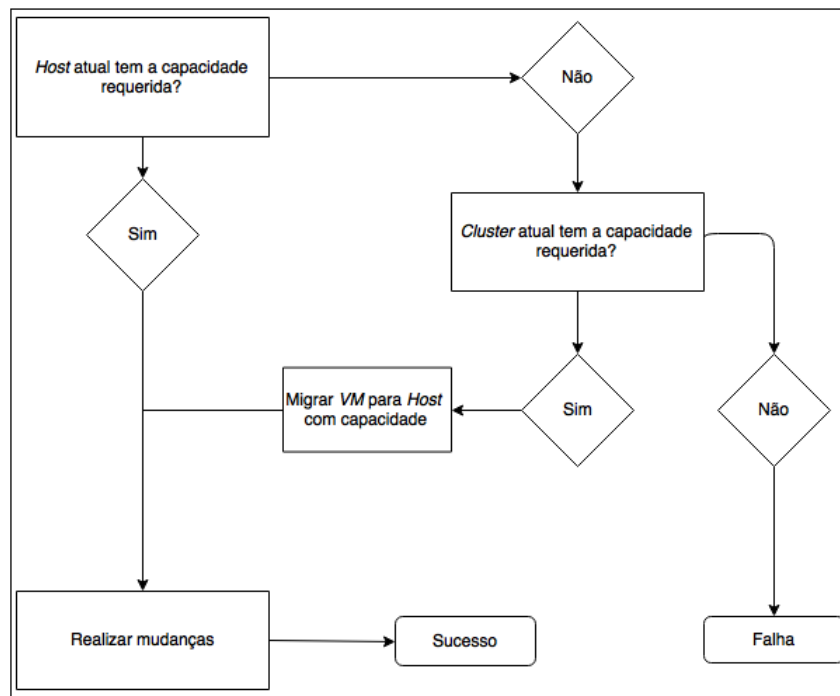 Host atual tem a capacidade
requerida?
Não
Sim
Cluster atual tem a capacidade
requerida?
Migrar VM para Host
com capacidade
Sim
Não
Realizar mudanças
Sucesso
Falha